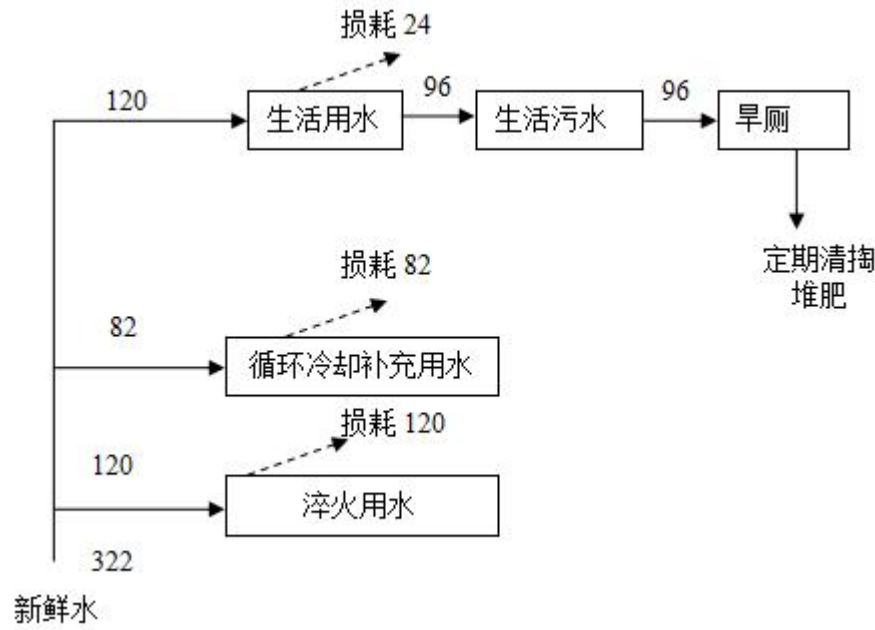 损耗 24
120
生活用水
96
生活污水
96
旱厕
定期清掏
堆肥
损耗 82
82
循环冷却补充用水
损耗 120
120
淬火用水
322
新鲜水